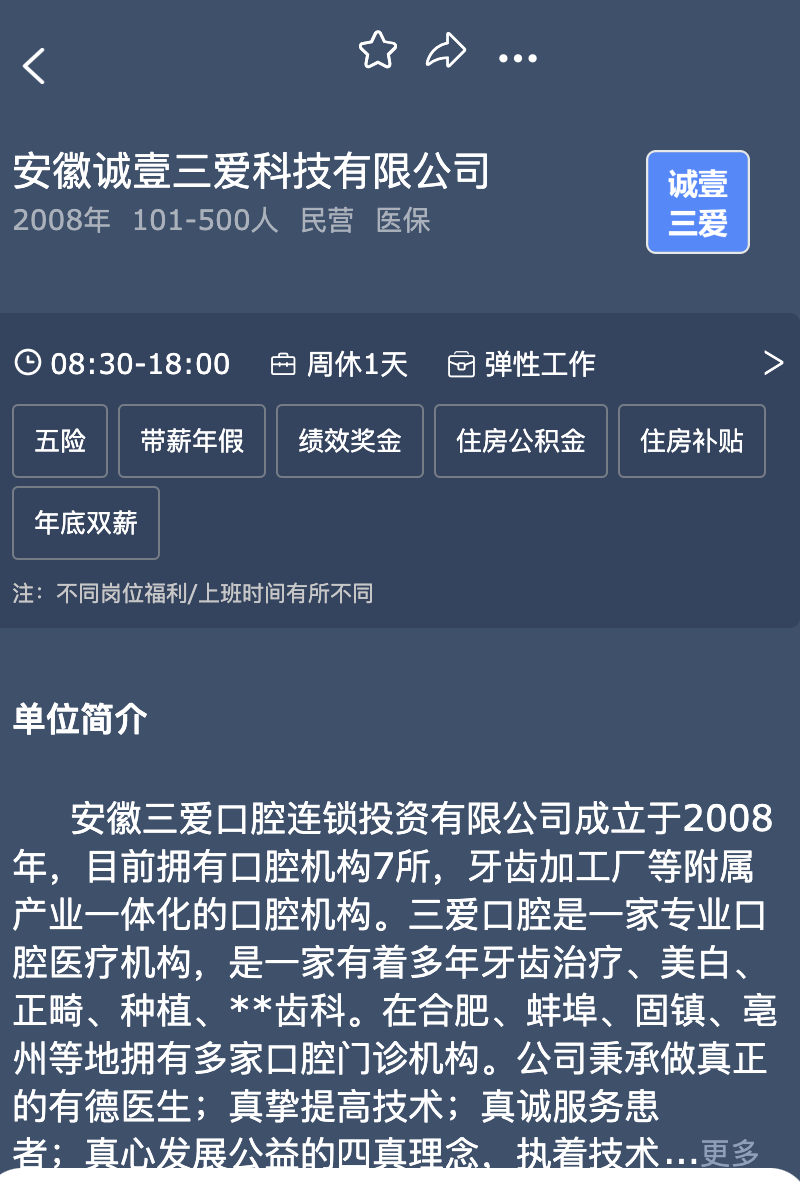 安徽诚壹三爱科技有限公司
2008年 101-500人 民营 医保
诚壹
三爱
08:30-18:00 周休1天 弹性工作
五险 带薪年假 绩效奖金 住房公积金 住房补贴
年底双薪
注：不同岗位福利/上班时间有所不同
单位简介
安徽三爱口腔连锁投资有限公司成立于2008
年，目前拥有口腔机构7所，牙齿加工厂等附属
产业一体化的口腔机构。三爱口腔是一家专业口
腔医疗机构，是一家有着多年牙齿治疗、美白、
正畸、种植、**齿科。在合肥、蚌埠、固镇、亳
州等地拥有多家口腔门诊机构。公司秉承做真正
的有德医生；真挚提高技术；真诚服务患
者；真心发展公益的四真理念，执着技术...更多